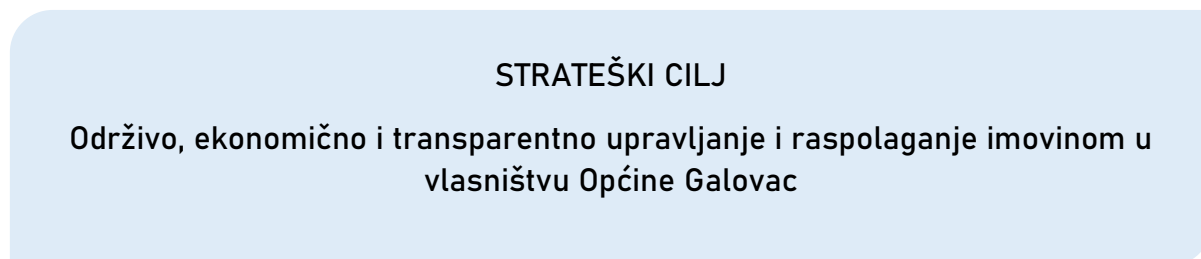 STRATEŠKI CILJ
Održivo, ekonomično i transparentno upravljanje i raspolaganje imovinom u
vlasništvu Općine Galovac